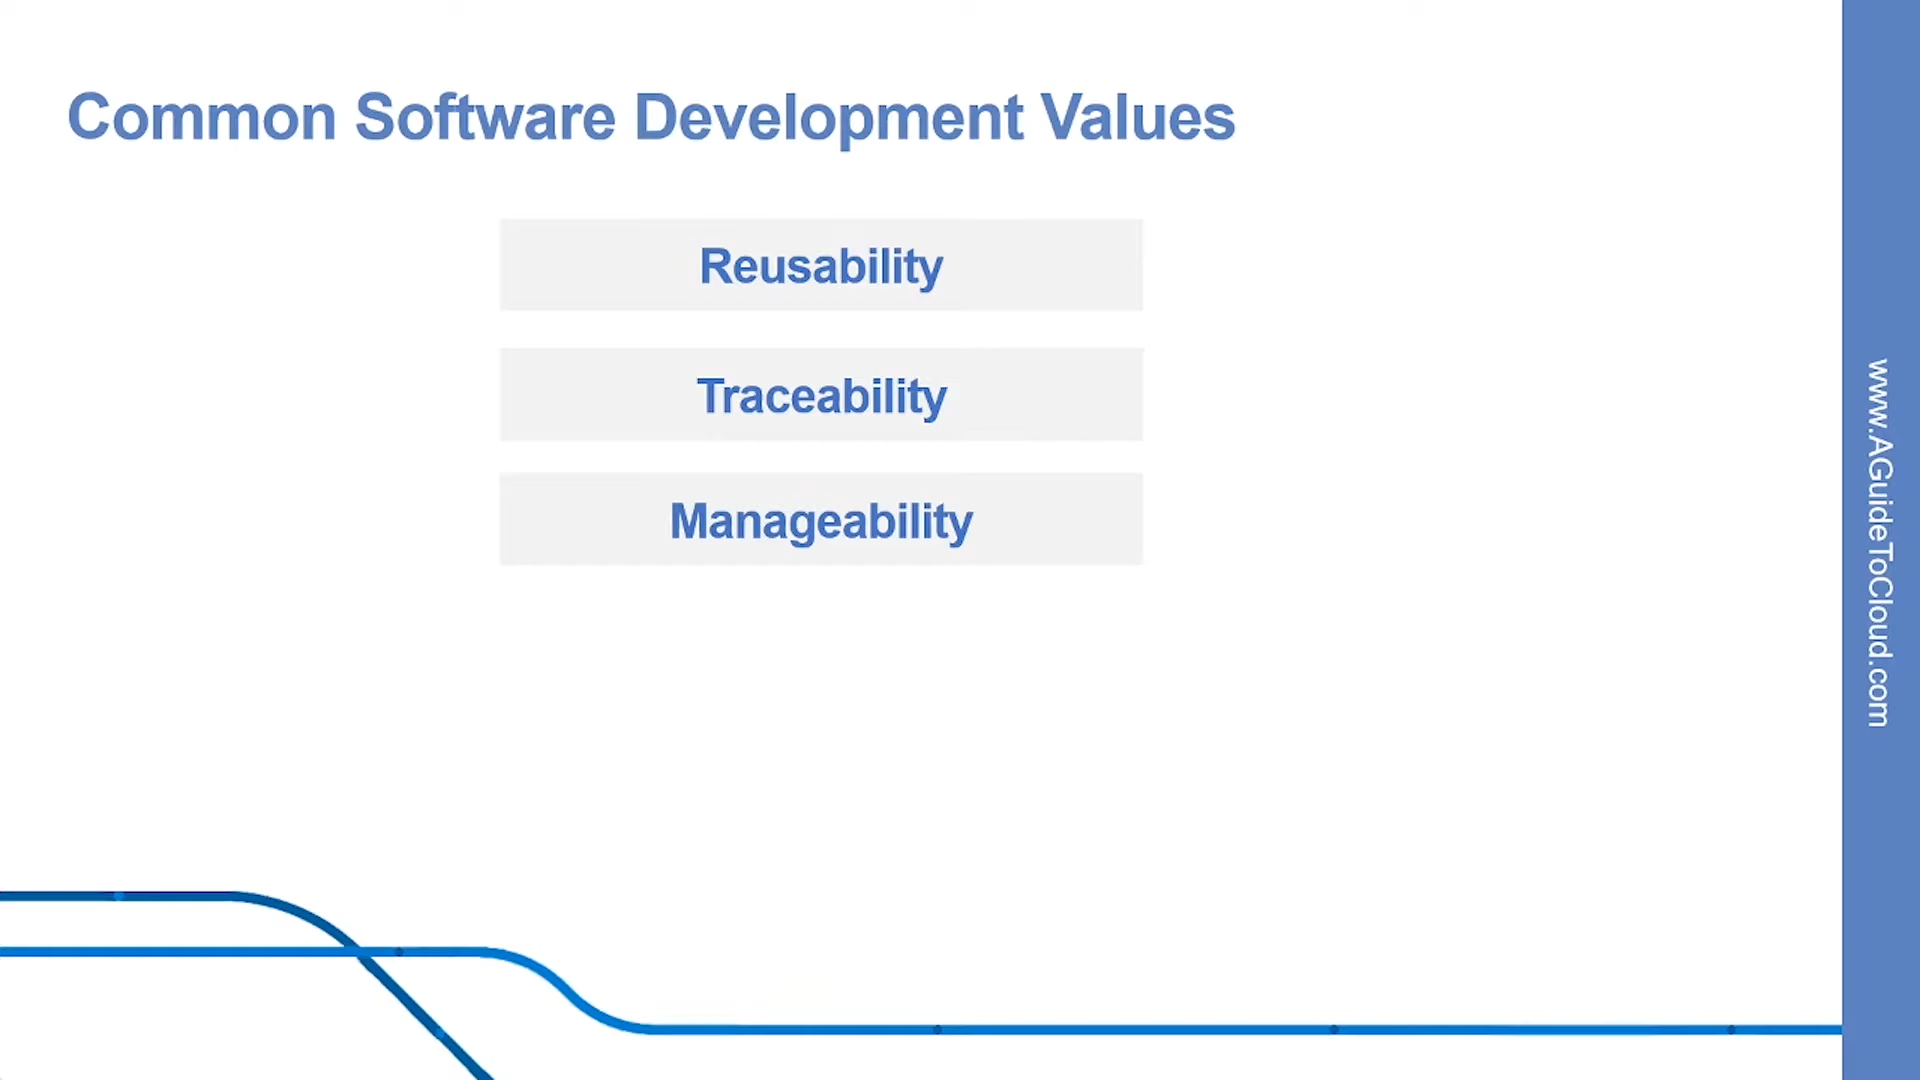 Common Software Development Values
Reusability
Traceability
Manageability
www.AGuideToCloud.com